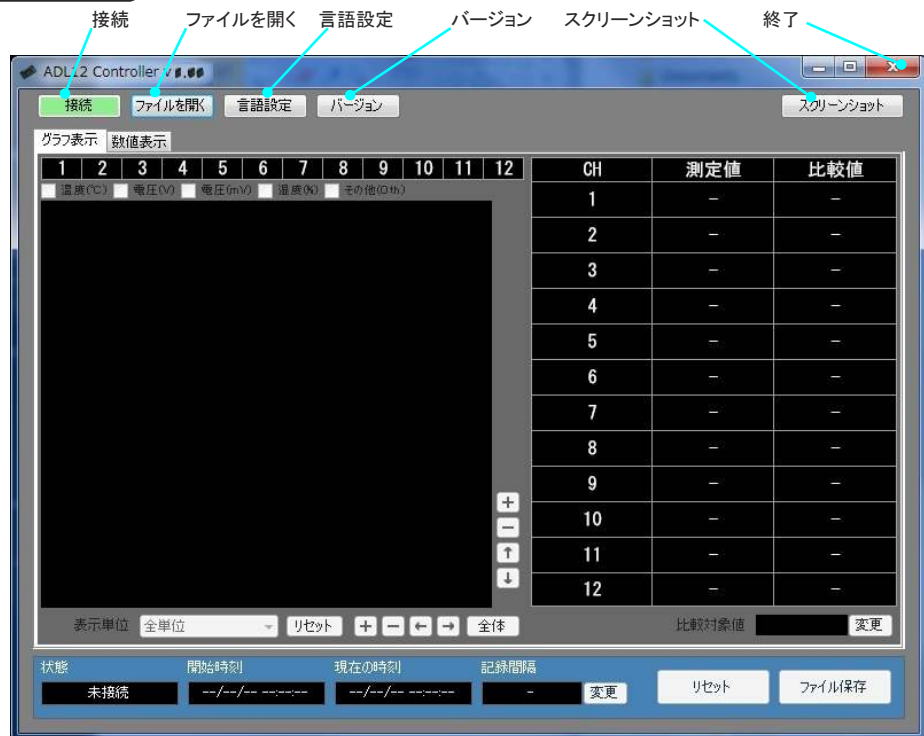 接続 ファイルを開く 言語設定 バージョン スクリーンショット 終了
ADL12 Controller
接続 ファイルを開く 言語設定 バージョン スクリーンショット
グラフ表示 数値表示
1 2 3 4 5 6 7 8 9 10 11 12 CH 測定値 比較値
温度(℃) 電圧(V) 電圧(mV) 湿度(%) その他(Oth)
1 - -
2 - -
3 - -
4 - -
5 - -
6 - -
7 - -
8 - -
9 - -
10 - -
11 - -
12 - -
+
-
↑
↓
表示単位 全単位 リセット + - ← → 全体 比較対象値 変更
状態 開始時刻 現在の時刻 記録間隔
未接続 --/--/-- --:--:-- --/--/-- --:--:-- - 変更 リセット ファイル保存